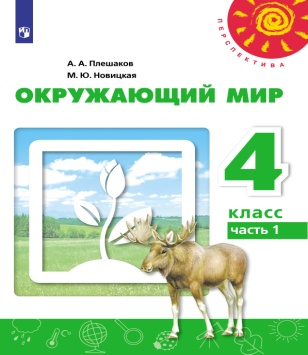 ПЕРСПЕКТИВА
А. А. Плешаков
М. Ю. Новицкая
ОКРУЖАЮЩИЙ МИР
4
класс
часть 1